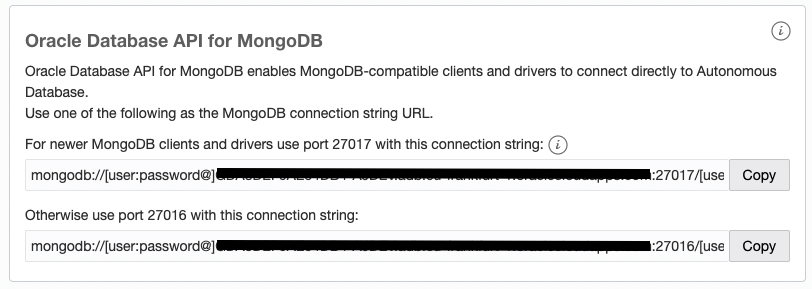 Oracle Database API for MongoDB
Oracle Database API for MongoDB enables MongoDB-compatible clients and drivers to connect directly to Autonomous
Database.
Use one of the following as the MongoDB connection string URL.
For newer MongoDB clients and drivers use port 27017 with this connection string: i
mongodb://[user:password@] :27017/[use Copy
Otherwise use port 27016 with this connection string:
mongodb://[user:password@] :27016/[use Copy